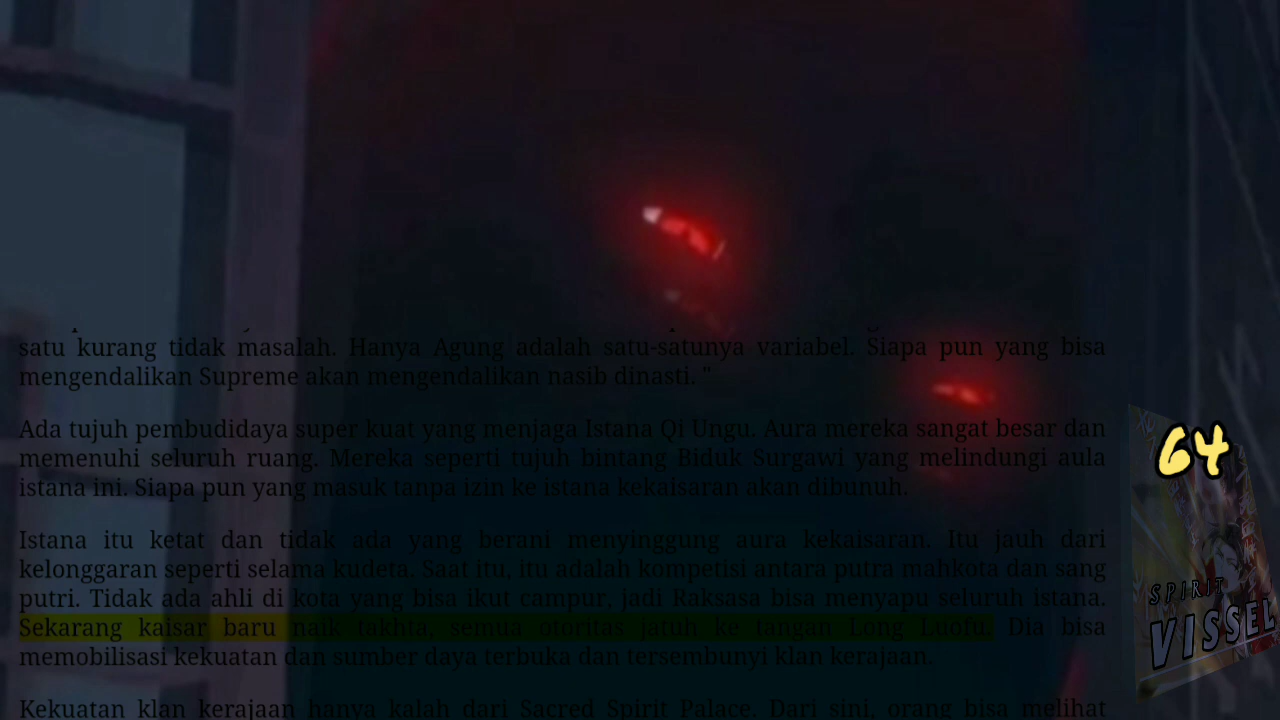 satu kurang tidak masalah. Hanya Agung adalah satu-satunya variabel. Siapa pun yang bisa
mengendalikan Supreme akan mengendalikan nasib dinasti. "
Ada tujuh pembudidaya super kuat yang menjaga Istana Qi Ungu. Aura mereka sangat besar dan
memenuhi seluruh ruang. Mereka seperti tujuh bintang Biduk Surgawi yang melindungi aula
istana ini. Siapa pun yang masuk tanpa izin ke istana kekaisaran akan dibunuh.
Istana itu ketat dan tidak ada yang berani menyinggung aura kekaisaran. Itu jauh dari
kelonggaran seperti selama kudeta. Saat itu, itu adalah kompetisi antara putra mahkota dan sang
putri. Tidak ada ahli di kota yang bisa ikut campur, jadi Raksasa bisa menyapu seluruh istana.
Sekarang kaisar baru naik takhta, semua otoritas jatuh ke tangan Long Luofu. Dia bisa
memobilisasi kekuatan dan sumber daya terbuka dan tersembunyi klan kerajaan.
Kekuatan klan kerajaan hanya kalah dari Sacred Spirit Palace. Dari sini, orang bisa melihat
64
SPIRIT
VISSEL